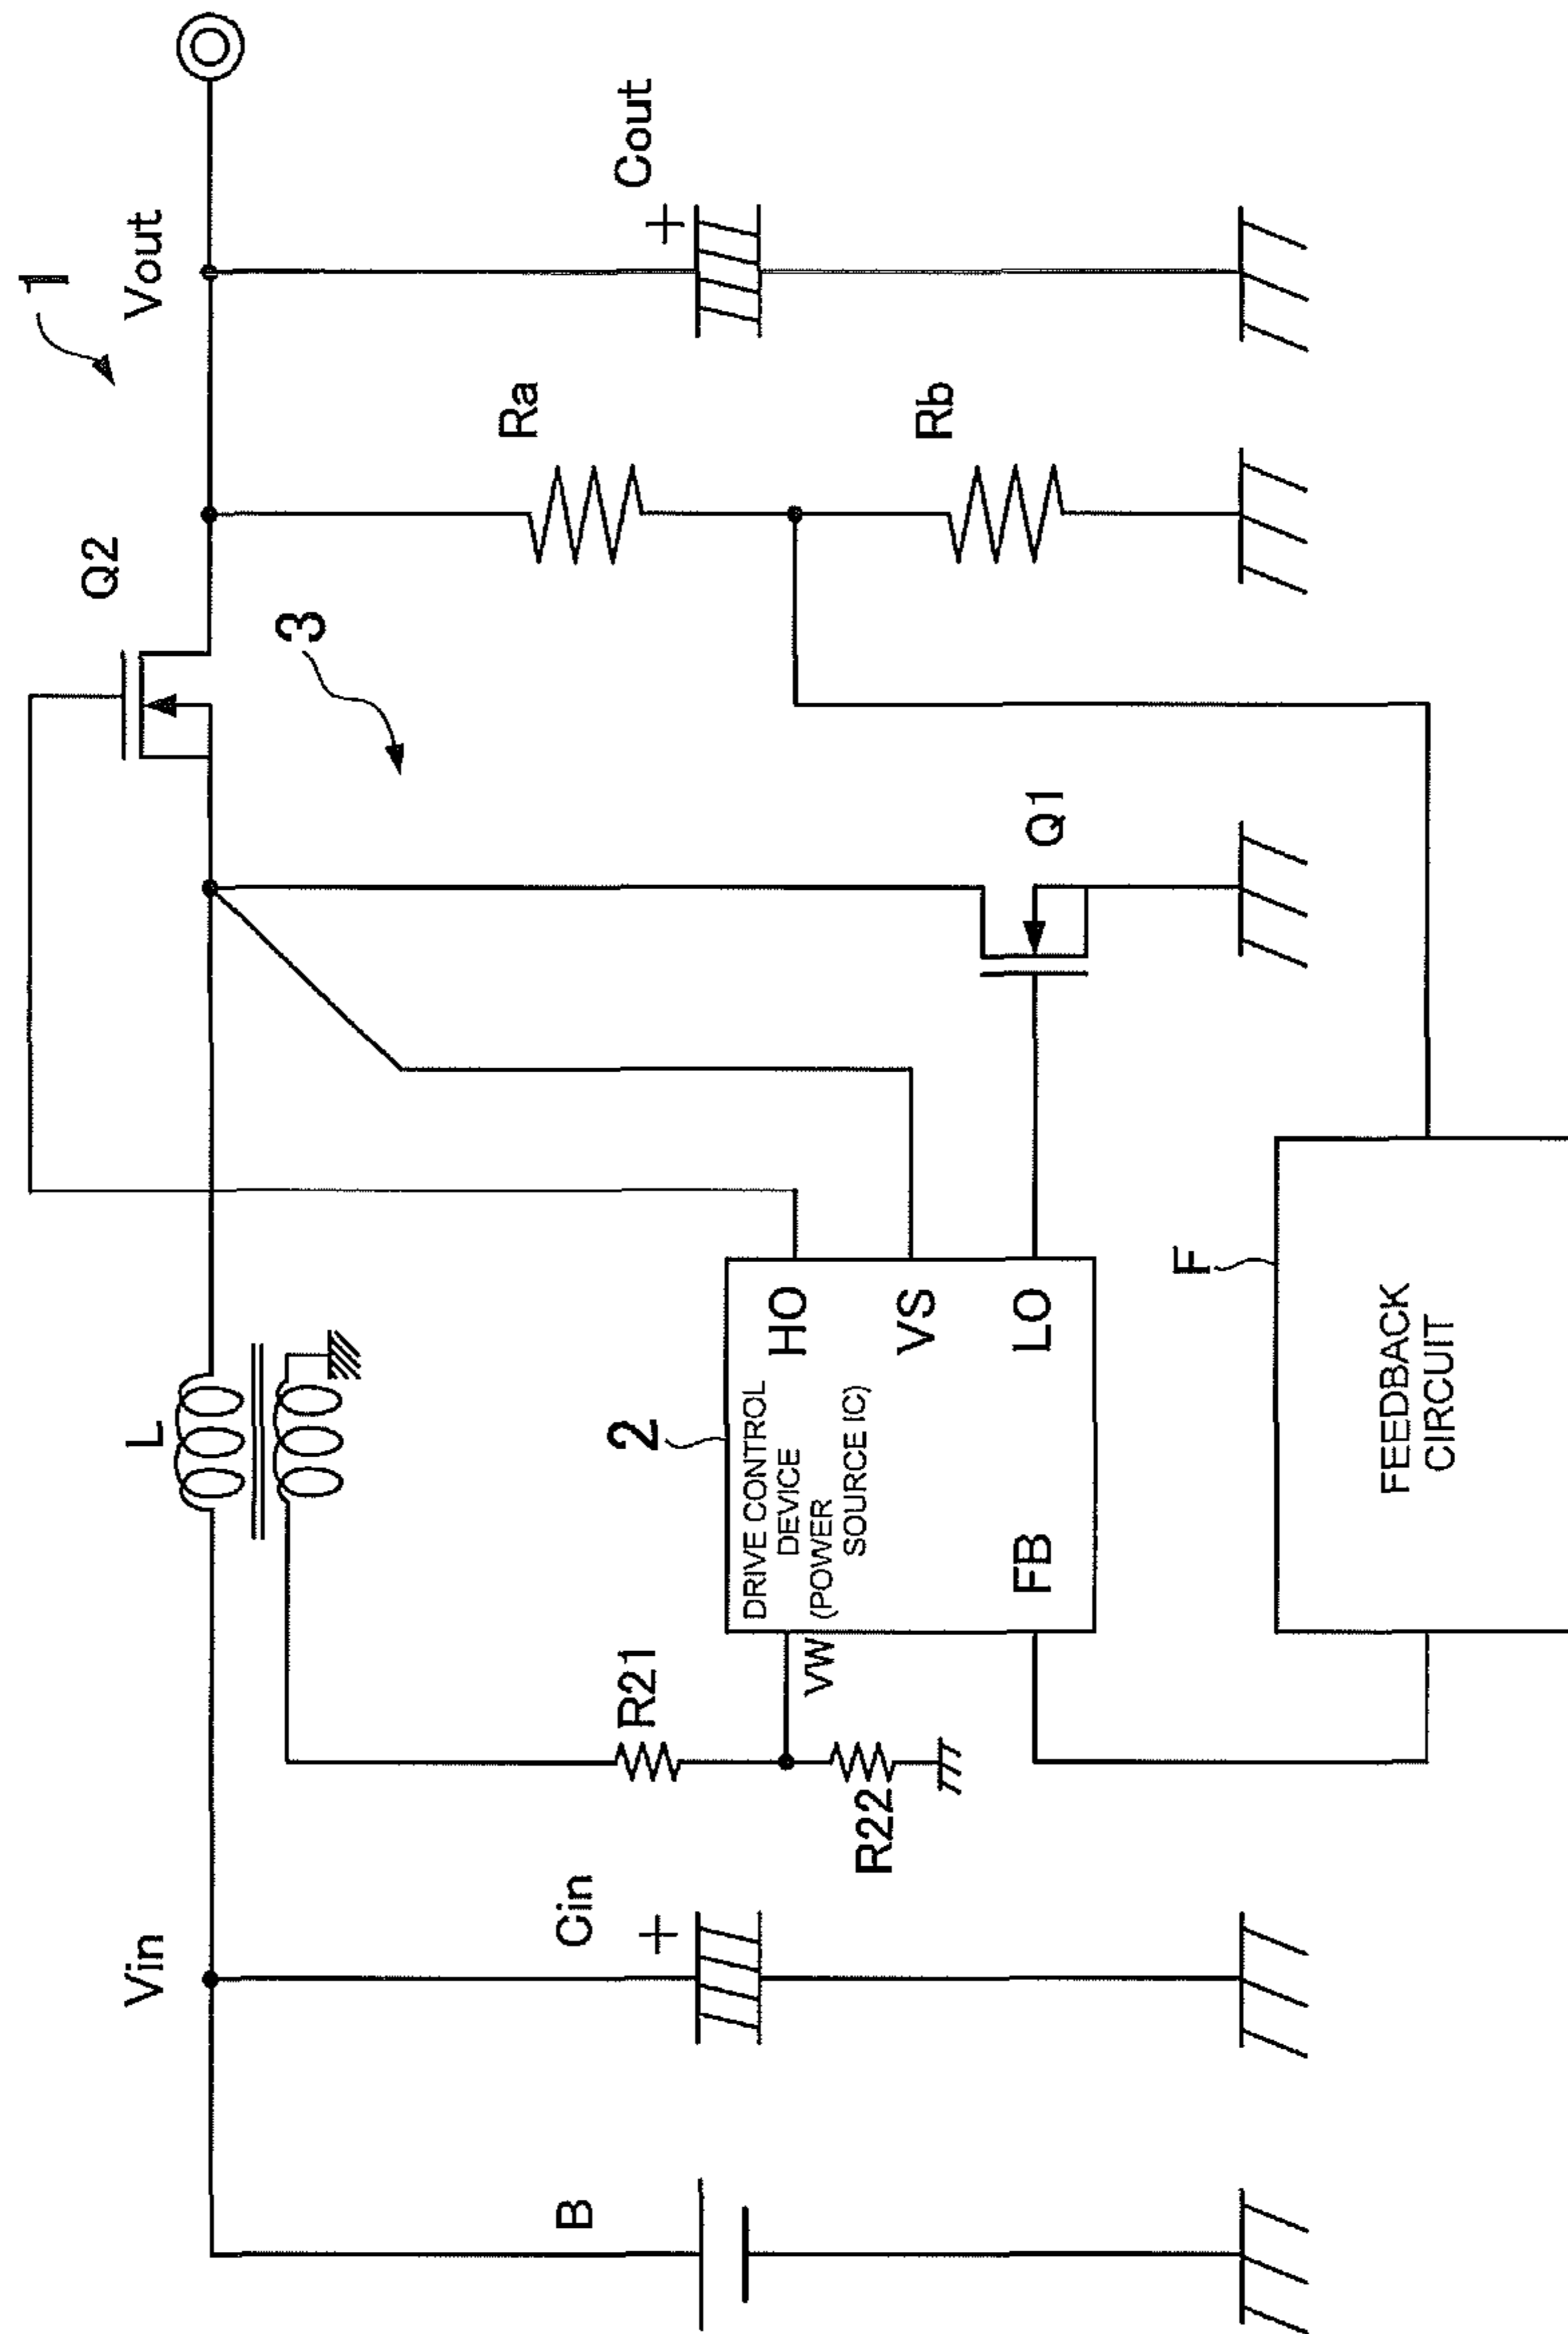 1
Vout
Q2
Cout
+
Ra
Rb
3
Q1
L
HO
VS
LO
2
DRIVE CONTROL
DEVICE
(POWER
SOURCE IC)
FB
VW
F
FEEDBACK
CIRCUIT
R21
R22
Vin
Cin
+
B